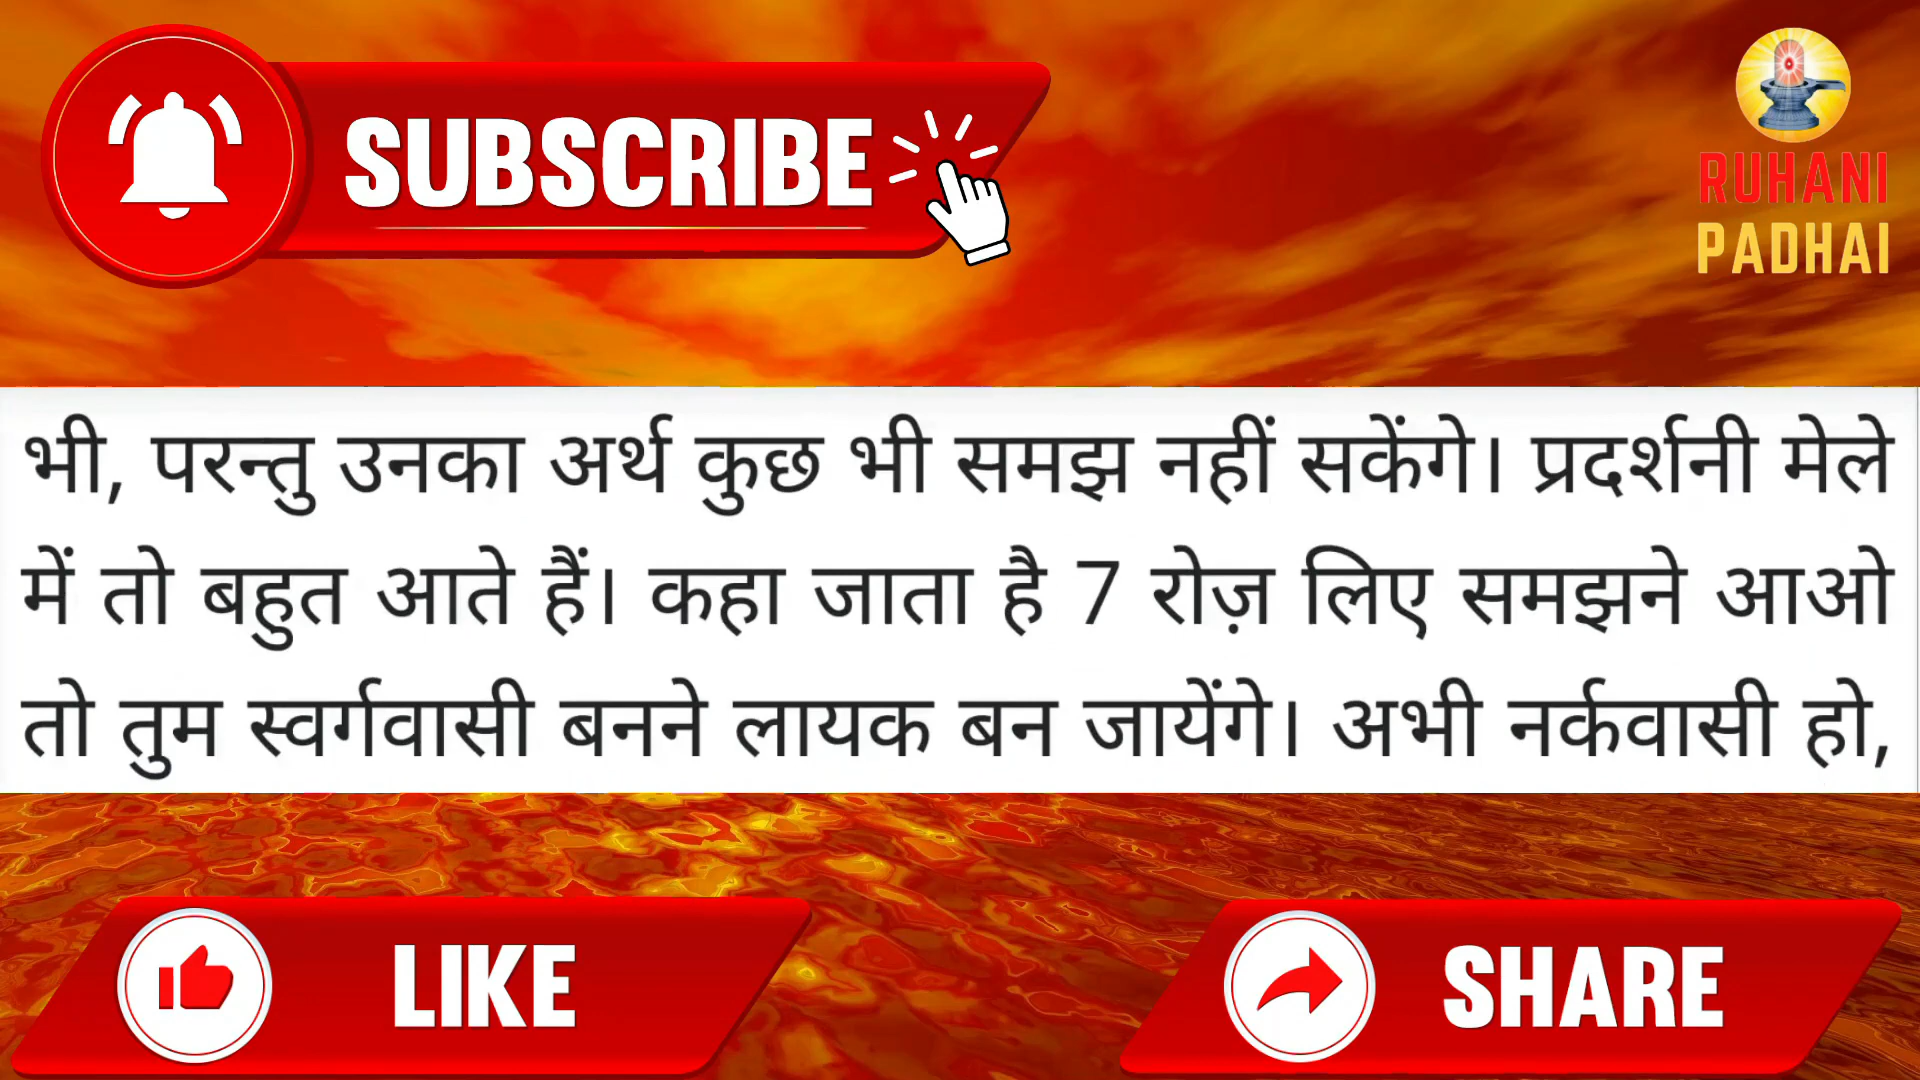 SUBSCRIBE
RUHANI
PADHAI
भी, परन्तु उनका अर्थ कुछ भी समझ नहीं सकेंगे। प्रदर्शनी मेले
में तो बहुत आते हैं। कहा जाता है 7 रोज़ लिए समझने आओ
तो तुम स्वर्गवासी बनने लायक बन जायेंगे। अभी नर्कवासी हो,
LIKE
SHARE